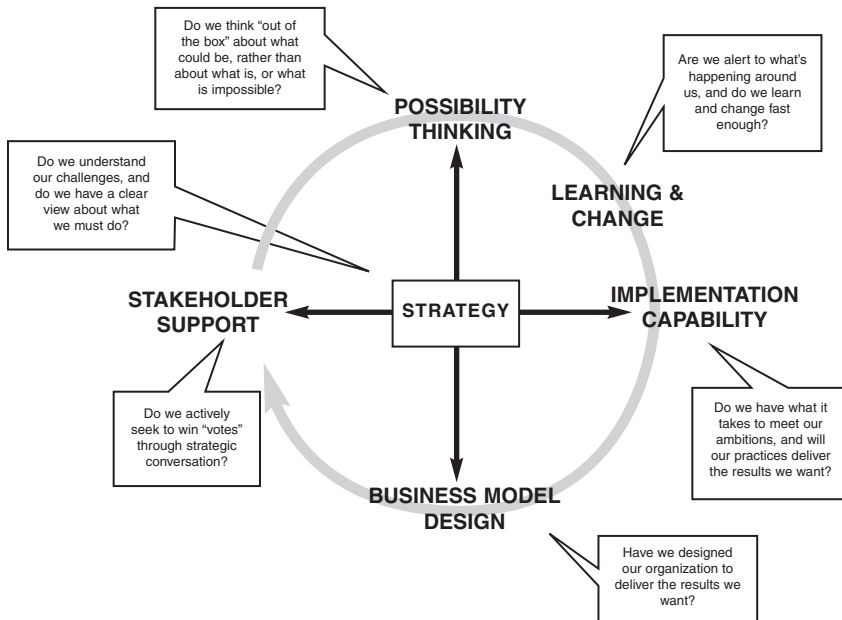 Do we think “out of
the box” about what
could be, rather than
about what is, or what
is impossible?
Are we alert to what’s
happening around
us, and do we learn
and change fast
enough?
POSSIBILITY
THINKING
Do we understand
our challenges, and
do we have a clear
view about what
we must do?
LEARNING &
CHANGE
STAKEHOLDER
SUPPORT
STRATEGY
IMPLEMENTATION
CAPABILITY
Do we actively
seek to win “votes”
through strategic
conversation?
Do we have what it
takes to meet our
ambitions, and will
our practices deliver
the results we want?
BUSINESS MODEL
DESIGN
Have we designed
our organization to
deliver the results we
want?